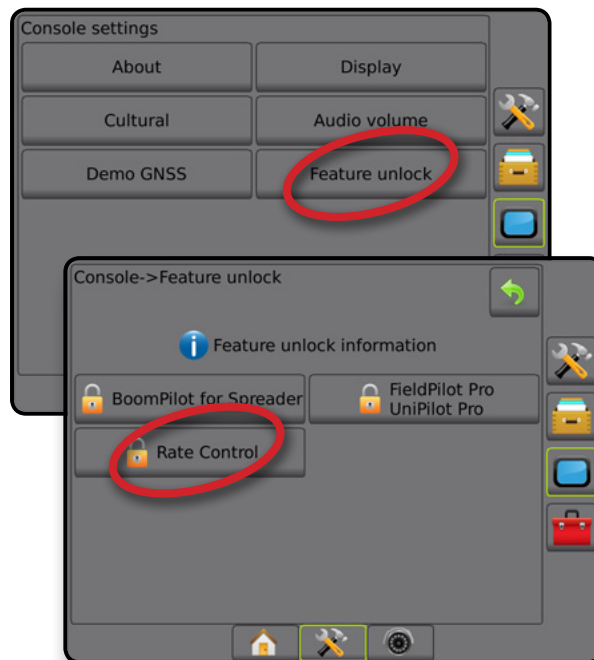 Console settings
About
Display
Cultural
Audio volume
Demo GNSS
Feature unlock
Console->Feature unlock
Feature unlock information
BoomPilot for Spreader
FieldPilot Pro
UniPilot Pro
Rate Control